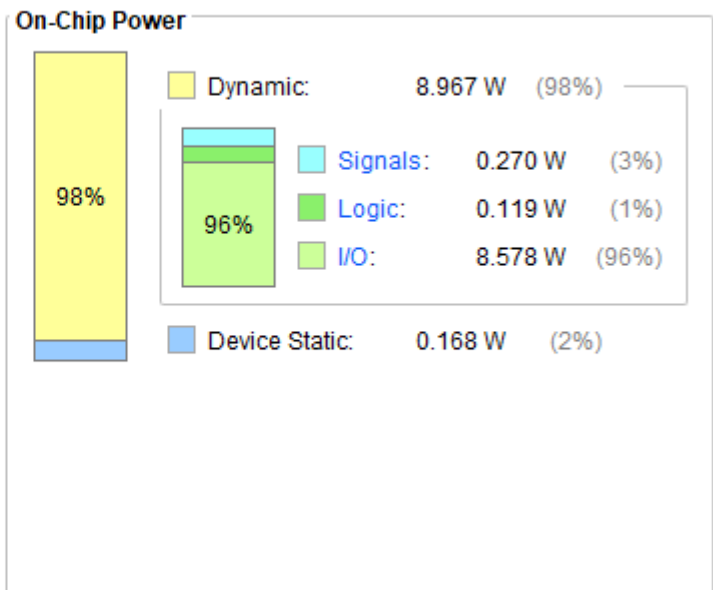 On-Chip Power
Dynamic: 8.967 W (98%)
98%
Signals: 0.270 W (3%)
Logic: 0.119 W (1%)
96%
I/O: 8.578 W (96%)
Device Static: 0.168 W (2%)